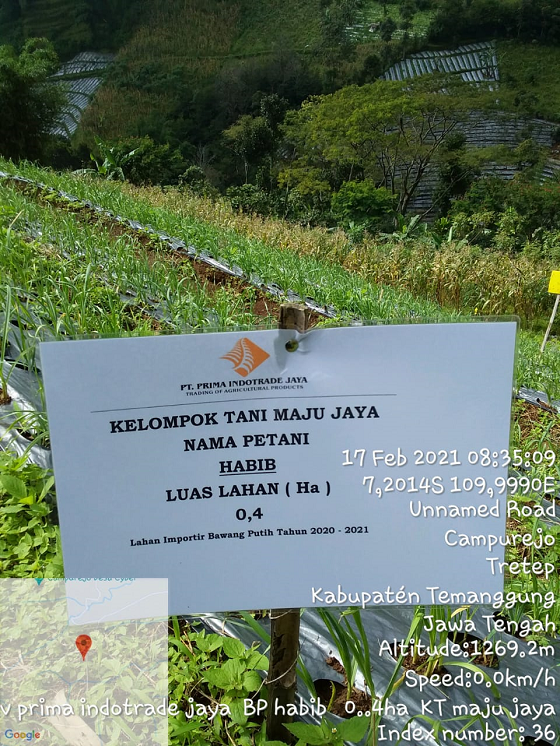 PT. PRIMA INDOTRADE JAYA
TRADING OF AGRICULTURAL PRODUCTS
KELOMPOK TANI MAJU JAYA
NAMA PETANI
HABIB
LUAS LAHAN ( Ha )
0,4
Lahan Importir Bawang Putih Tahun 2020 - 2021
17 Feb 2021 08:35:09
7,2014S 109,9990E
Unnamed Road
Campurejo
Tretep
Kabupatén Temanggung
Jawa Tengah
Altitude:1269.2m
Speed:0.0km/h
v prima indotrade jaya BP habib 0..4ha KT maju jaya
Index number: 36
Campurejo Desa Cyber
Google